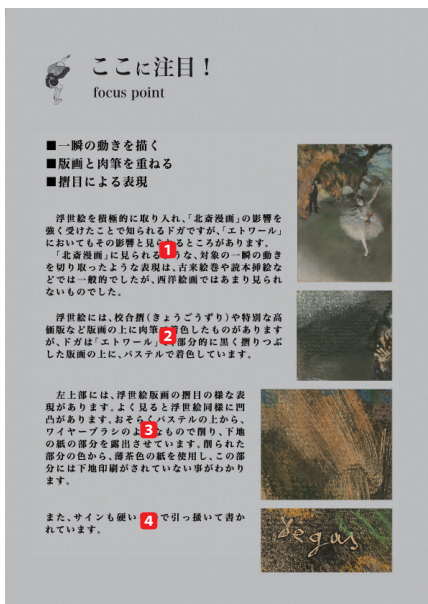 ここに注目！
focus point
■一瞬の動きを描く
■版画と肉筆を重ねる
■摺目による表現
浮世絵を積極的に取り入れ、「北斎漫画」の影響を
強く受けたことで知られるドガですが、「エトワール」
においてもその影響と見られるところがあります。
「北斎漫画」に見られる
1
な、対象の一瞬の動き
を切り取ったような表現は、古来絵巻や読本挿絵な
どでは一般的でしたが、西洋絵画ではあまり見られ
ないものでした。
浮世絵には、校合摺（きょうごうずり）や特別な高
価版など版画の上に肉筆で着色したものがあります
が、ドガは「エトワール」
2
部分的に黒く摺りつぶ
した版画の上に、パステルで着色しています。
左上部には、浮世絵版画の摺目の様な表
現があります。よく見ると浮世絵同様に凹
凸があります。おそらくパステルの上から、
ワイヤーブラシのよ
3
なもので削り、下地
の紙の部分を露出させています。削られた
部分の色から、薄茶色の紙を使用し、この部
分には下地印刷がされていない事がわかり
ます。
また、サインも硬い
4
で引っ掻いて書か
れています。
Degas